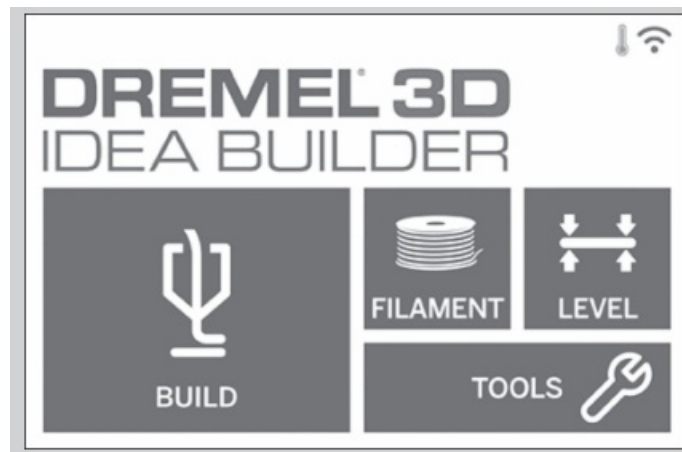 DREMEL® 3D
IDEA BUILDER
FILAMENT
LEVEL
BUILD
TOOLS